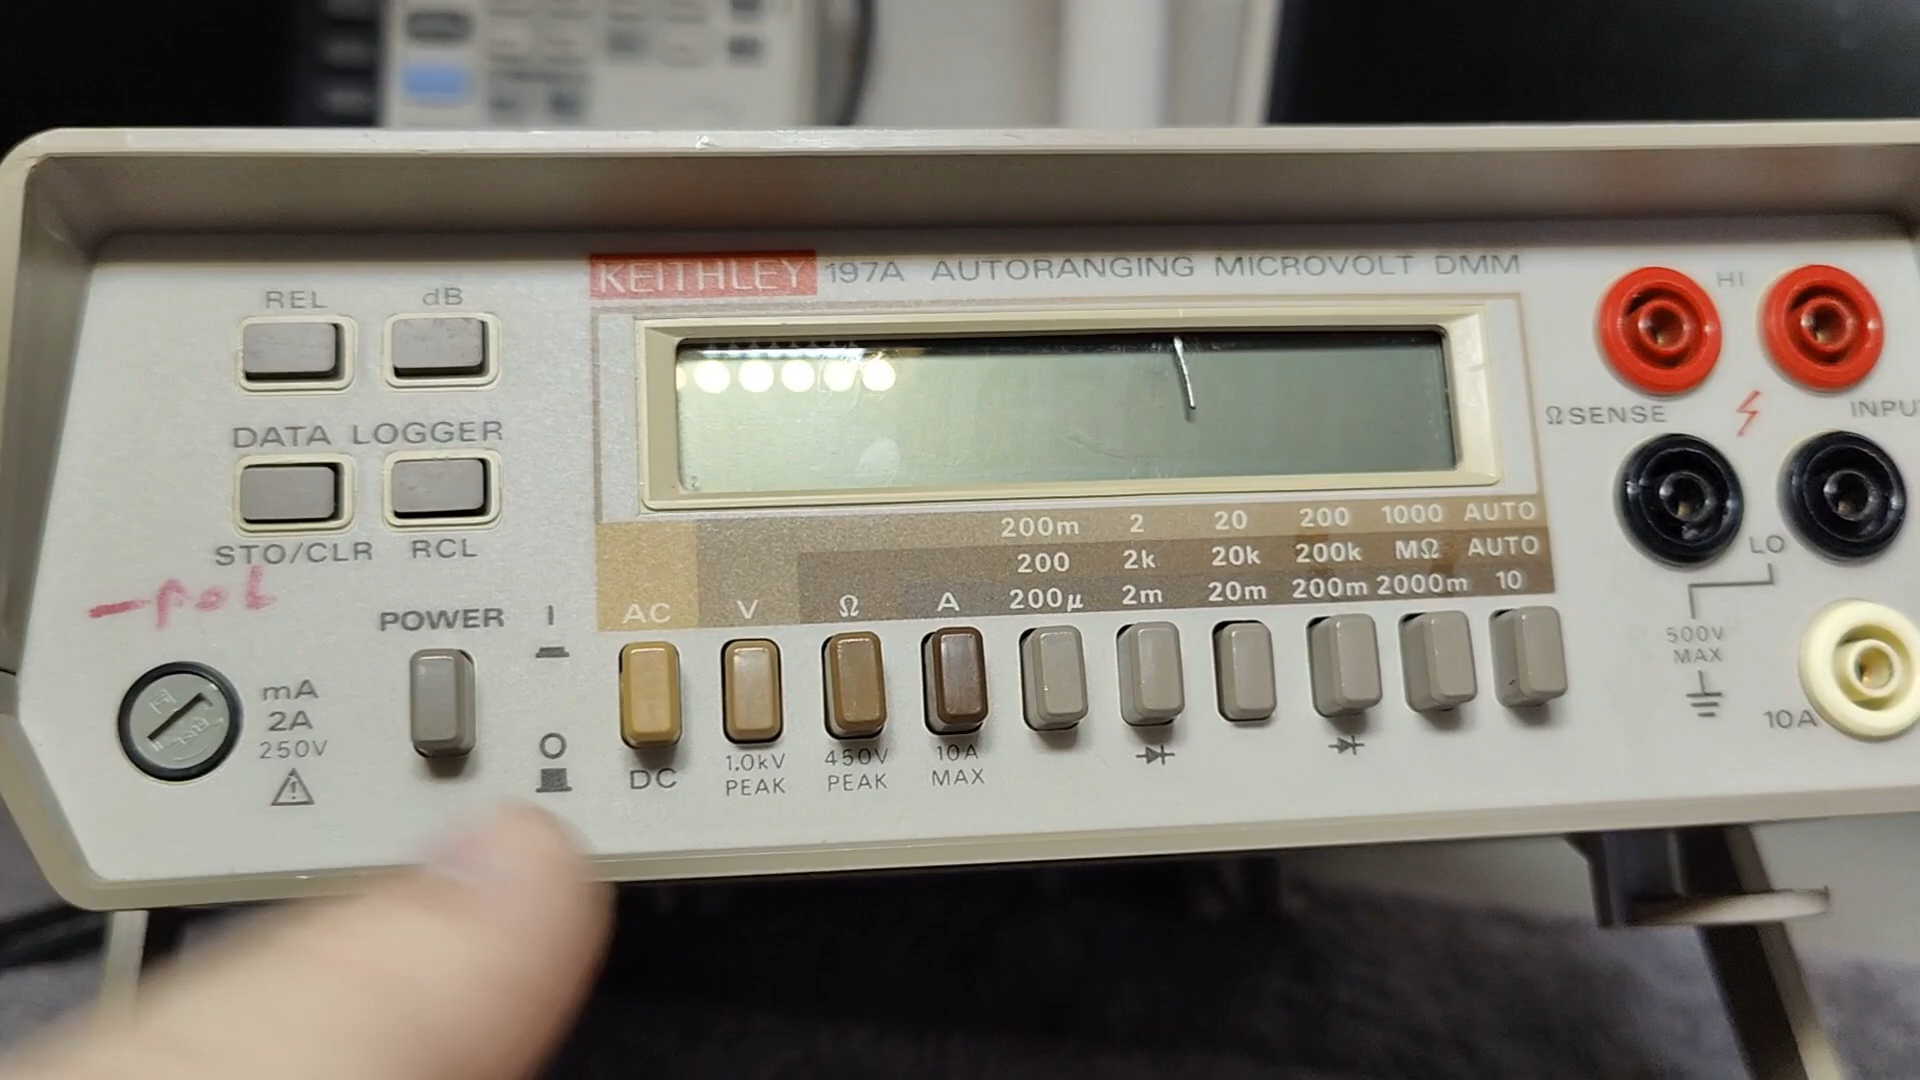 KEITHLEY 197A AUTORANGING MICROVOLT DMM
REL dB
DATA LOGGER
STO/CLR RCL
-pol
POWER I
O
mA
2A
250V
200m 2 20 200 1000 AUTO
200 2k 20k 200k MΩ AUTO
AC V Ω A 200µ 2m 20m 200m 2000m 10
DC
1.0kV
PEAK
450V
PEAK
10A
MAX
HI
ΩSENSE INPU
LO
500V
MAX
10A